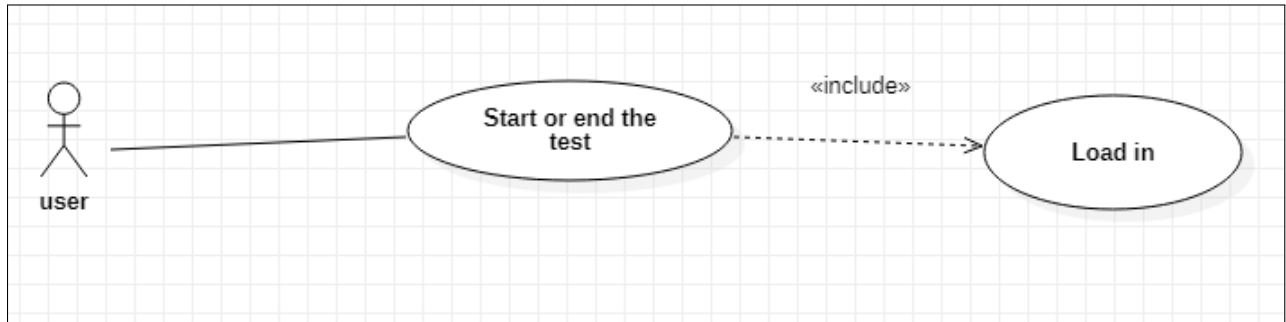 «include»
Start or end the
test
Load in
user